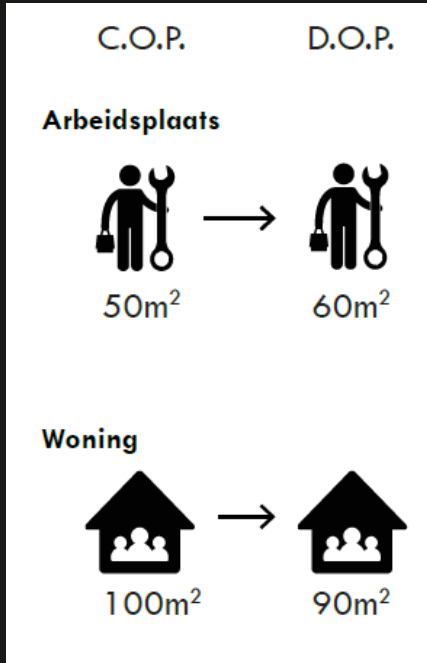 C.O.P. D.O.P.
Arbeidsplaats
50m² 60m²
Woning
100m² 90m²